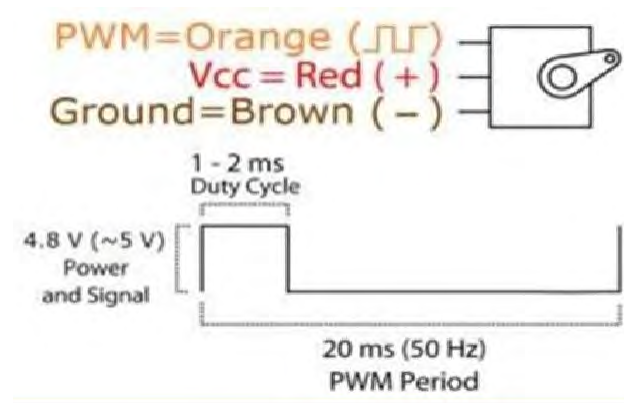 PWM=Orange (⎍⎍)
Vcc = Red ( + )
Ground=Brown ( − )
1 - 2 ms
Duty Cycle
4.8 V (~5 V)
Power
and Signal
20 ms (50 Hz)
PWM Period